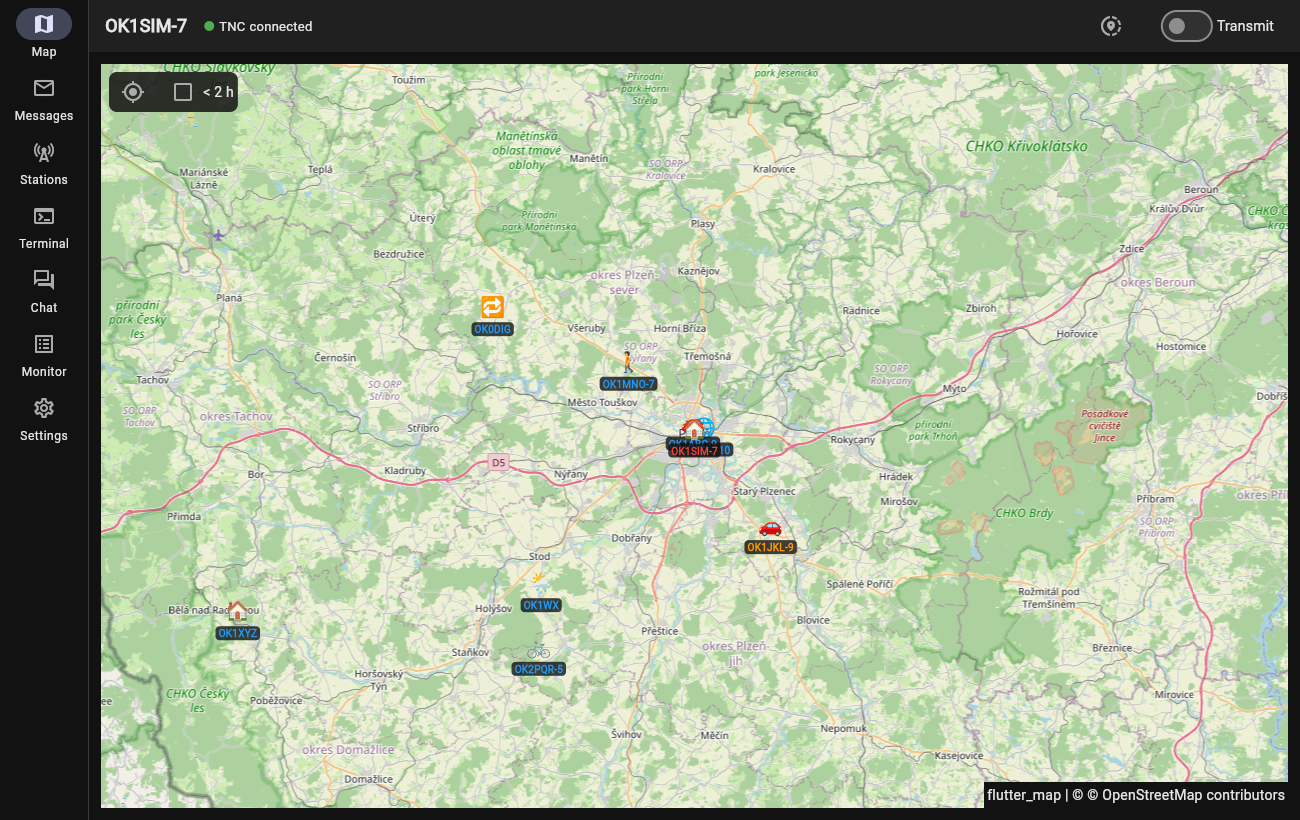 OK1SIM-7
TNC connected
Transmit
Map
Messages
Stations
Terminal
Chat
Monitor
Settings
< 2 h
CHKO Slavkovský
Toužim
Přírodní
park Horní
Střela
park Jesenicko
Manětínská
oblast tmavé
oblohy
Manětín
SO ORP
Kralovice
Kralovice
CHKO Křivoklátsko
Mariánské
Lázně
Teplá
Beroun
Králův Dvůr
Úterý
Přírodní
park Manětínská
Plasy
Zdice
Bezdružice
Kaznějov
okres Plzeň-
sever
okres Beroun
Planá
přírodní
park Český
les
OK0DIG
Všeruby
Horní Bříza
Radnice
Zbiroh
Hořovice
Hostomice
Černošín
SO ORP
Nýřany
Třemošná
OK1MNO-7
SO ORP
Rokycany
Mýto
Tachov
SO ORP
Stříbro
Město Touškov
SO ORP
Tachov
okres Tachov
Stříbro
OK1SIM-7
Rokycany
přírodní
park Trhoň
Posádkové
cvičiště
Jince
D5
Kladruby
Nýřany
Bor
Starý Plzenec
Hrádek
Mirošov
Příbram
SO ORP
Příbram
CHKO Brdy
Přimda
Dobřany
OK1JKL-9
Stod
OK1WX
Holýšov
Spálené Poříčí
Rožmitál pod
Třemšínem
Blovice
OK1XYZ
Přeštice
okres Plzeň-
jih
Březnice
Staňkov
OK2PQR-5
Horšovský
Týn
CHKO Český
les
Poběžovice
Mirovice
Nepomuk
Švihov
Měčín
Kasejovice
okres Domažlice
Domažlice
flutter_map | © © OpenStreetMap contributors